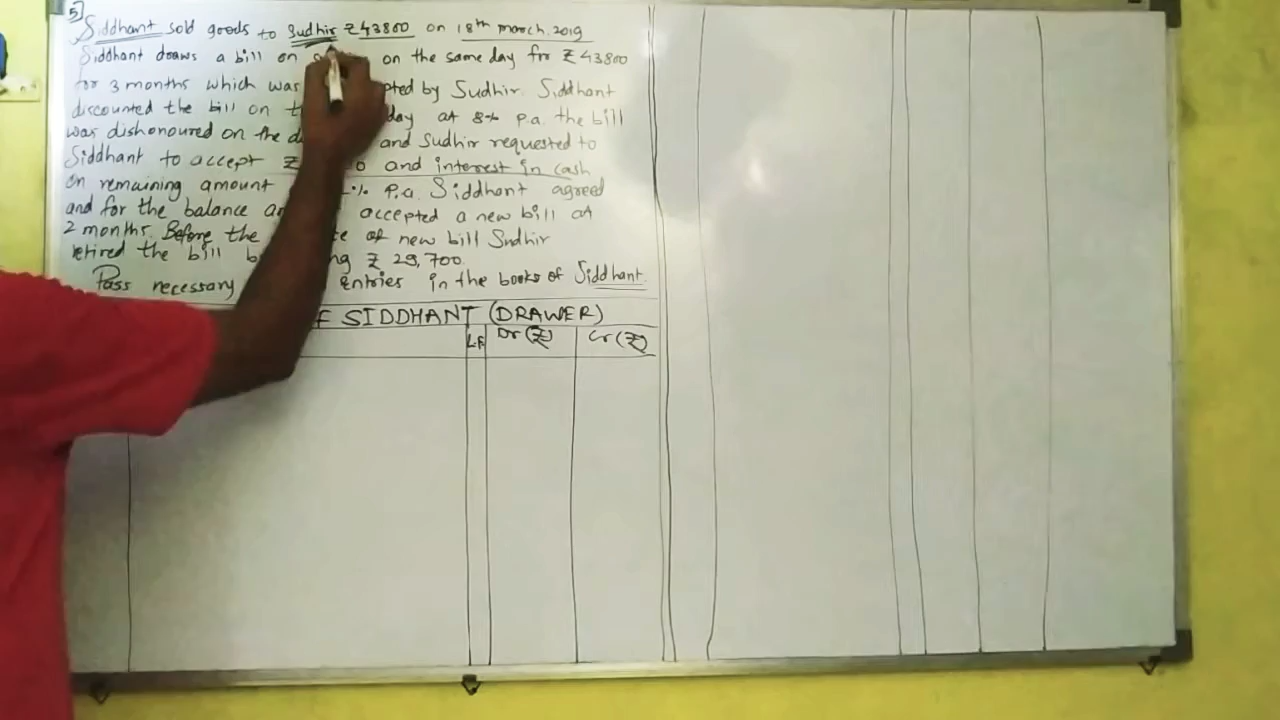 5]
Siddhant sold goods to Sudhir ₹43800 on 18th march 2019
Siddhant draws a bill on on the same day for ₹43800
for 3 months which was pted by Sudhir. Siddhant
discounted the bill on day at 8% p.a. the bill
was dishonoured on the and Sudhir requested to
Siddhant to accept ₹ 0 and interest in cash
on remaining amount % P.a. Siddhant agreed
and for the balance accepted a new bill at
2 months. Before the of new bill Sudhir
retired the bill ng ₹ 29,700.
Pass necessary entries in the books of Siddhant.
F SIDDHANT (DRAWER)
L.F Dr (₹) Cr (₹)